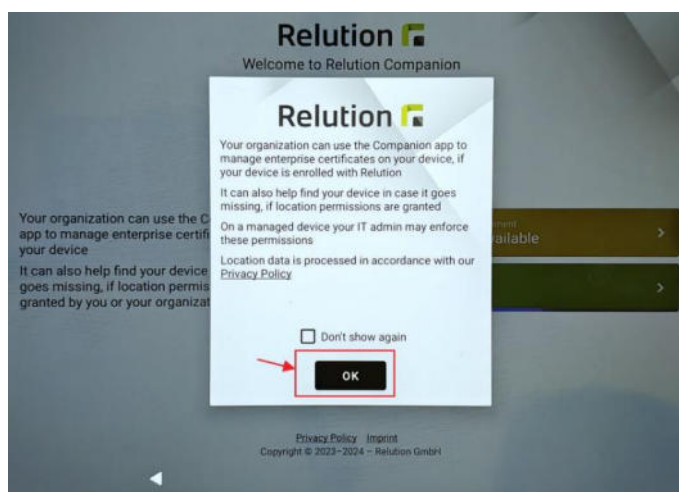 Relution
Welcome to Relution Companion
Relution
Your organization can use the Companion app to
manage enterprise certificates on your device, if
your device is enrolled with Relution
It can also help find your device in case it goes
missing, if location permissions are granted
On a managed device your IT admin may enforce
these permissions
Location data is processed in accordance with our
Privacy Policy
Don't show again
OK
Your organization can use the C
app to manage enterprise certifi
your device
It can also help find your device
goes missing, if location permis
granted by you or your organizat
vailable
Privacy Policy Imprint
Copyright © 2023–2024 – Relution GmbH